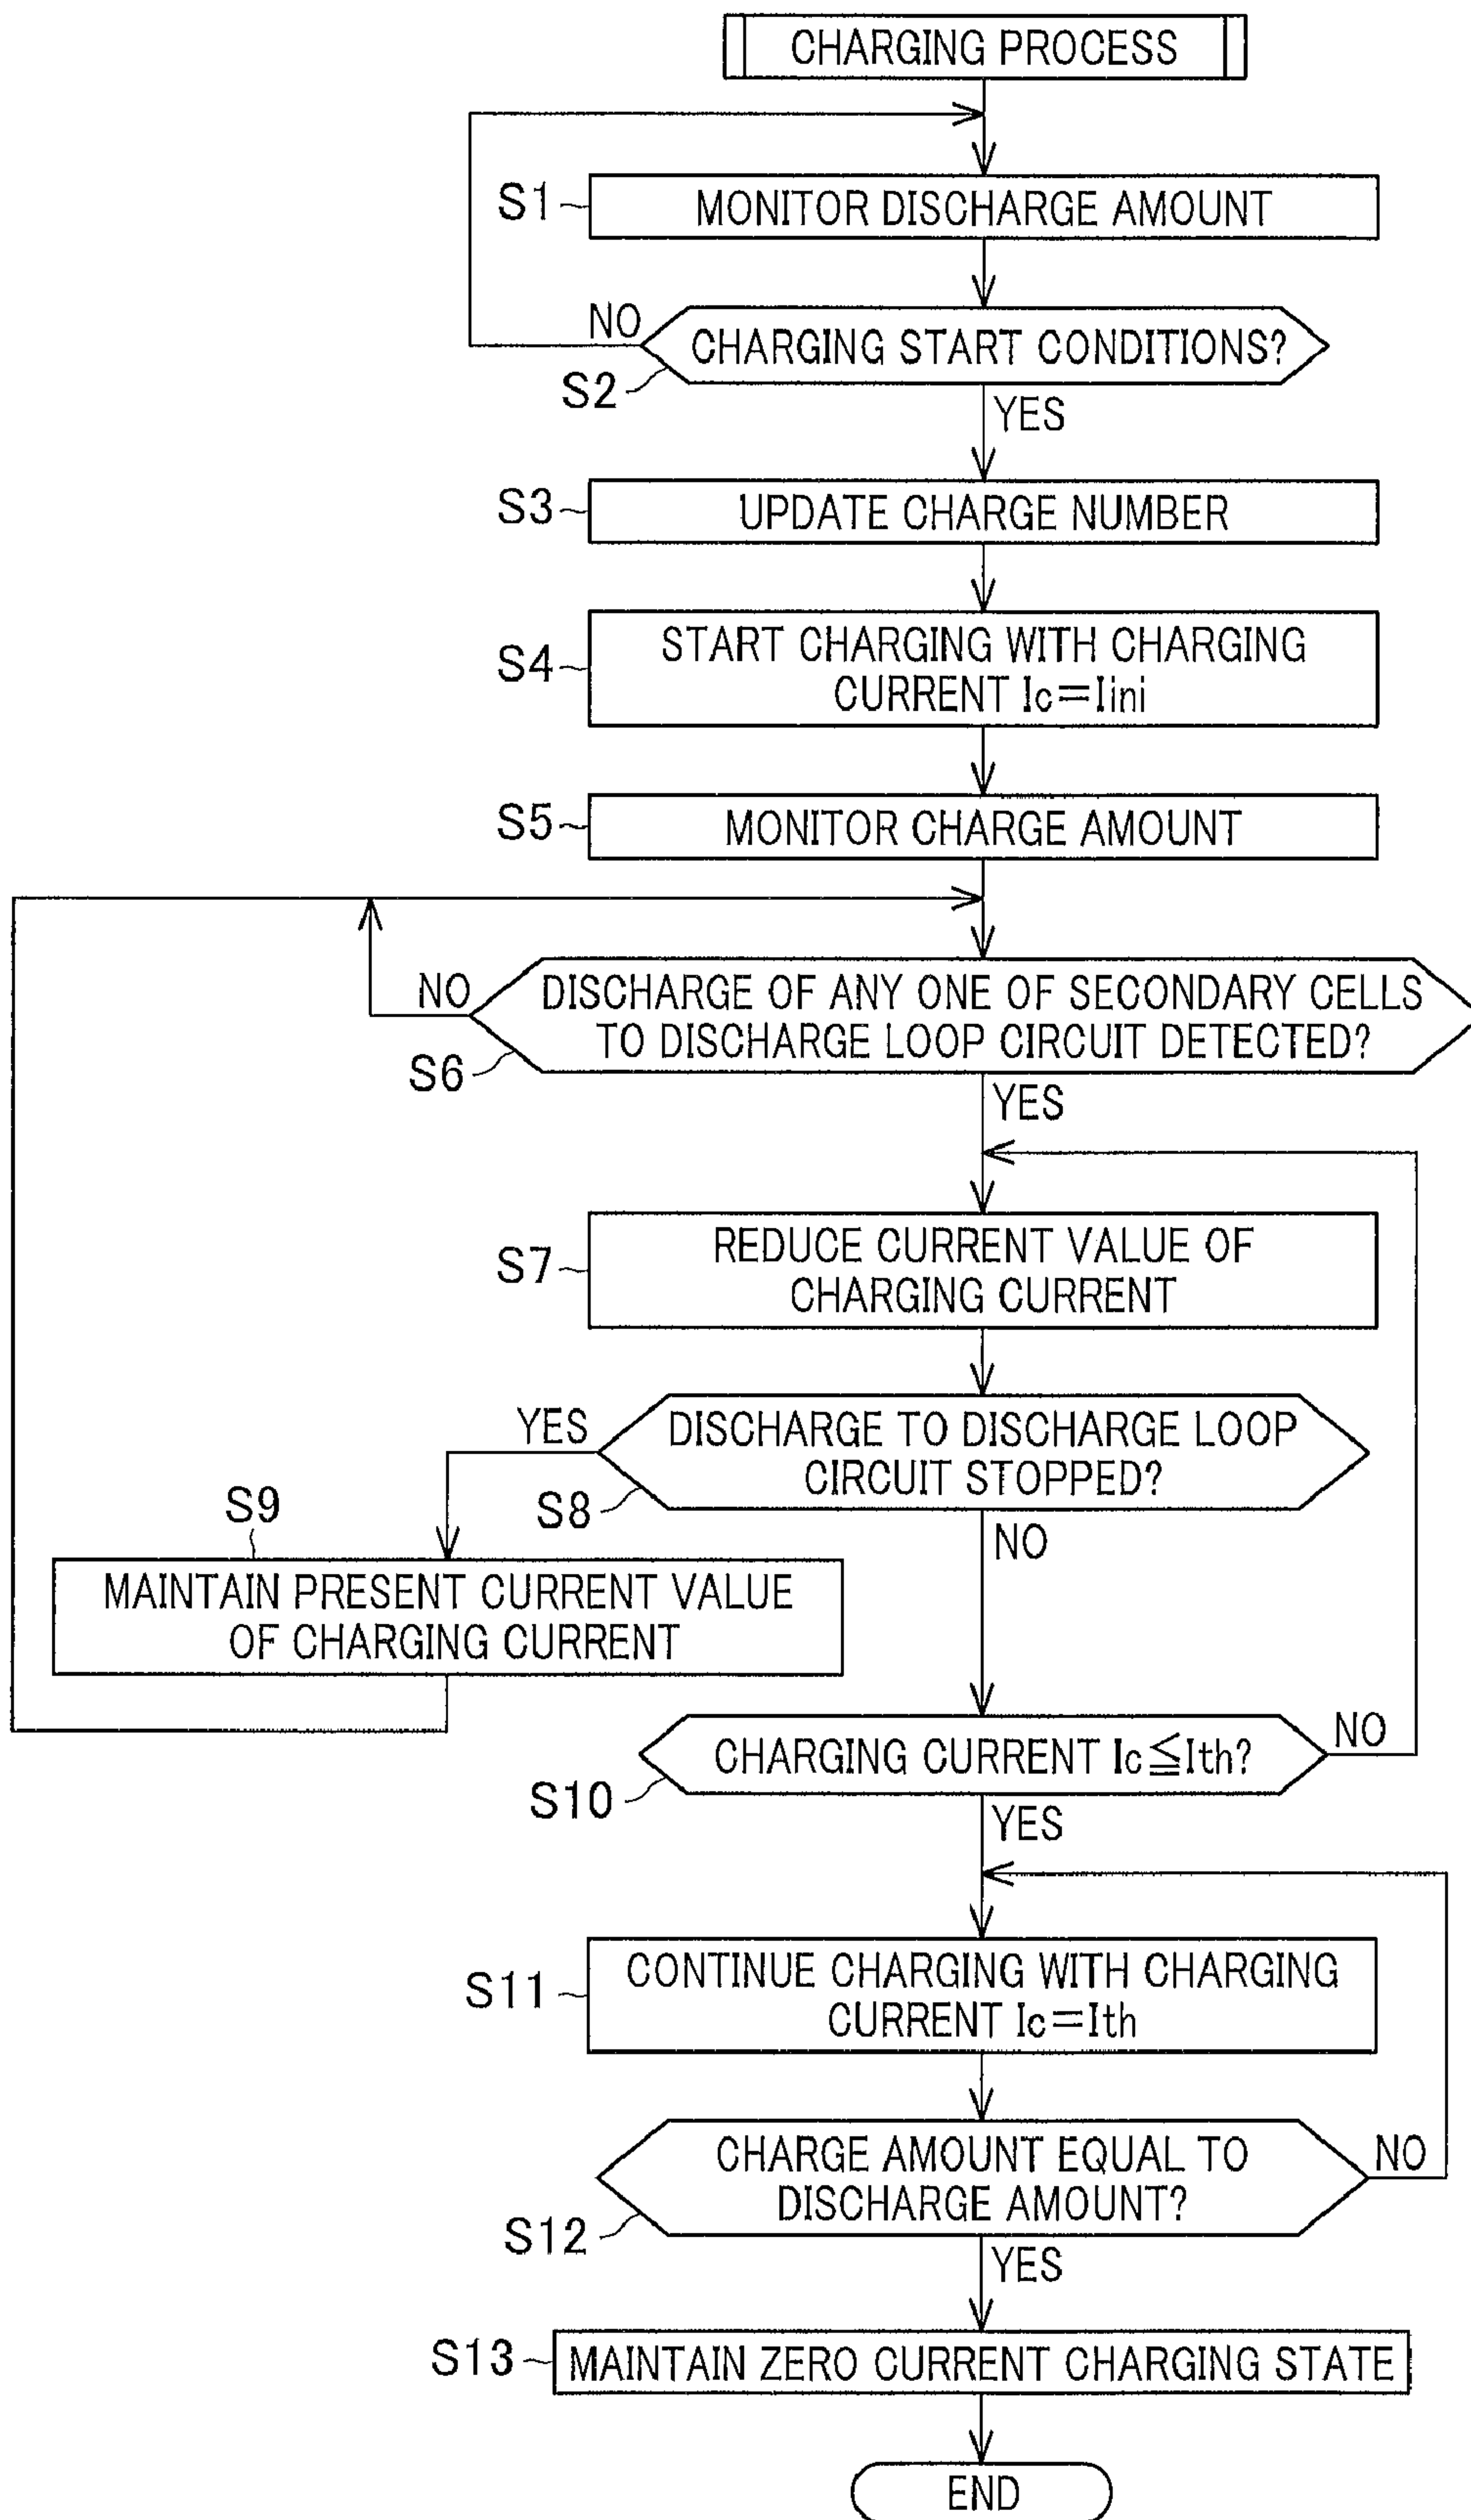 CHARGING PROCESS
S1
MONITOR DISCHARGE AMOUNT
NO
CHARGING START CONDITIONS?
S2
YES
S3
UPDATE CHARGE NUMBER
S4
START CHARGING WITH CHARGING
CURRENT Ic=Iini
S5
MONITOR CHARGE AMOUNT
NO
DISCHARGE OF ANY ONE OF SECONDARY CELLS
TO DISCHARGE LOOP CIRCUIT DETECTED?
S6
YES
S7
REDUCE CURRENT VALUE OF
CHARGING CURRENT
YES
DISCHARGE TO DISCHARGE LOOP
CIRCUIT STOPPED?
S8
NO
S9
MAINTAIN PRESENT CURRENT VALUE
OF CHARGING CURRENT
CHARGING CURRENT Ic≦Ith?
NO
S10
YES
S11
CONTINUE CHARGING WITH CHARGING
CURRENT Ic=Ith
CHARGE AMOUNT EQUAL TO
DISCHARGE AMOUNT?
NO
S12
YES
S13
MAINTAIN ZERO CURRENT CHARGING STATE
END